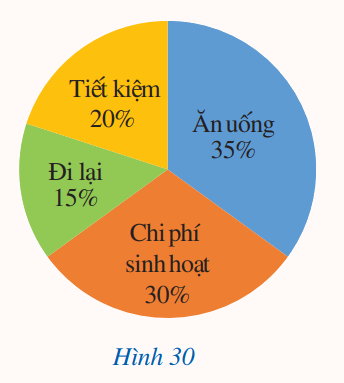 Tiết kiệm
20%
Ăn uống
35%
Đi lại
15%
Chi phí
sinh hoạt
30%
Hình 30